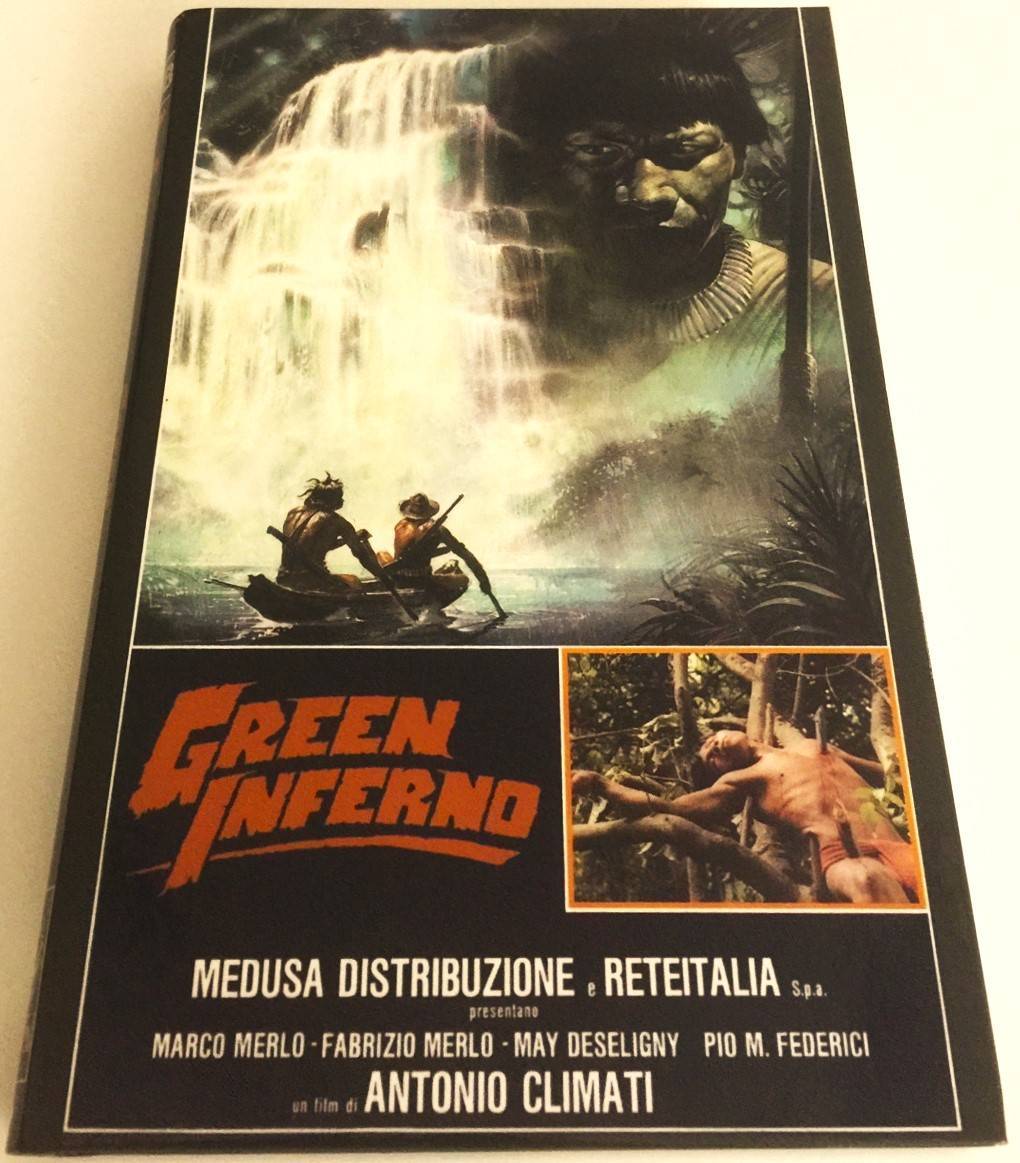 GREEN
INFERNO
MEDUSA DISTRIBUZIONE e RETEITALIA S.p.a.
presentano
MARCO MERLO - FABRIZIO MERLO - MAY DESELIGNY PIO M. FEDERICI
un film di ANTONIO CLIMATI